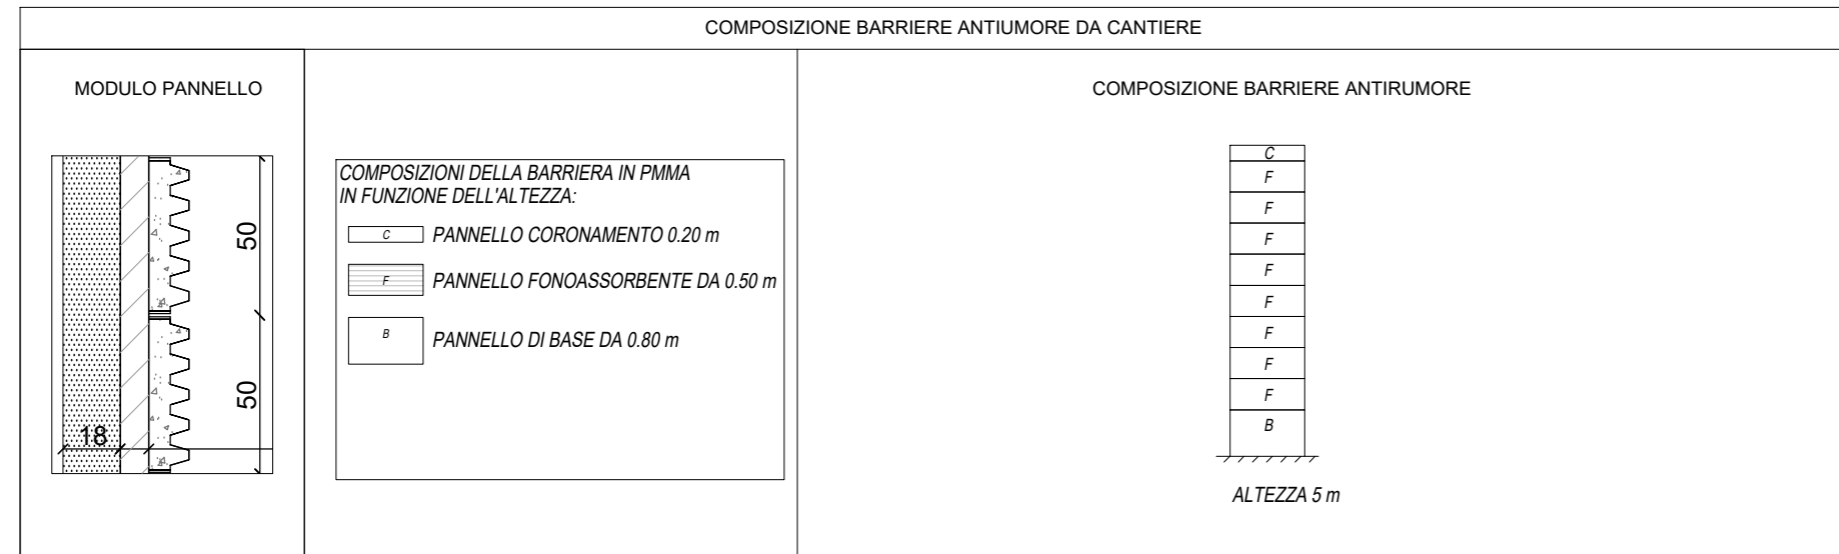 COMPOSIZIONE BARRIERE ANTIUMORE DA CANTIERE
MODULO PANNELLO
50
50
18
COMPOSIZIONI DELLA BARRIERA IN PMMA
IN FUNZIONE DELL'ALTEZZA:
C PANNELLO CORONAMENTO 0.20 m
F PANNELLO FONOASSORBENTE DA 0.50 m
B PANNELLO DI BASE DA 0.80 m
COMPOSIZIONE BARRIERE ANTIRUMORE
C
F
F
F
F
F
F
F
F
B
ALTEZZA 5 m